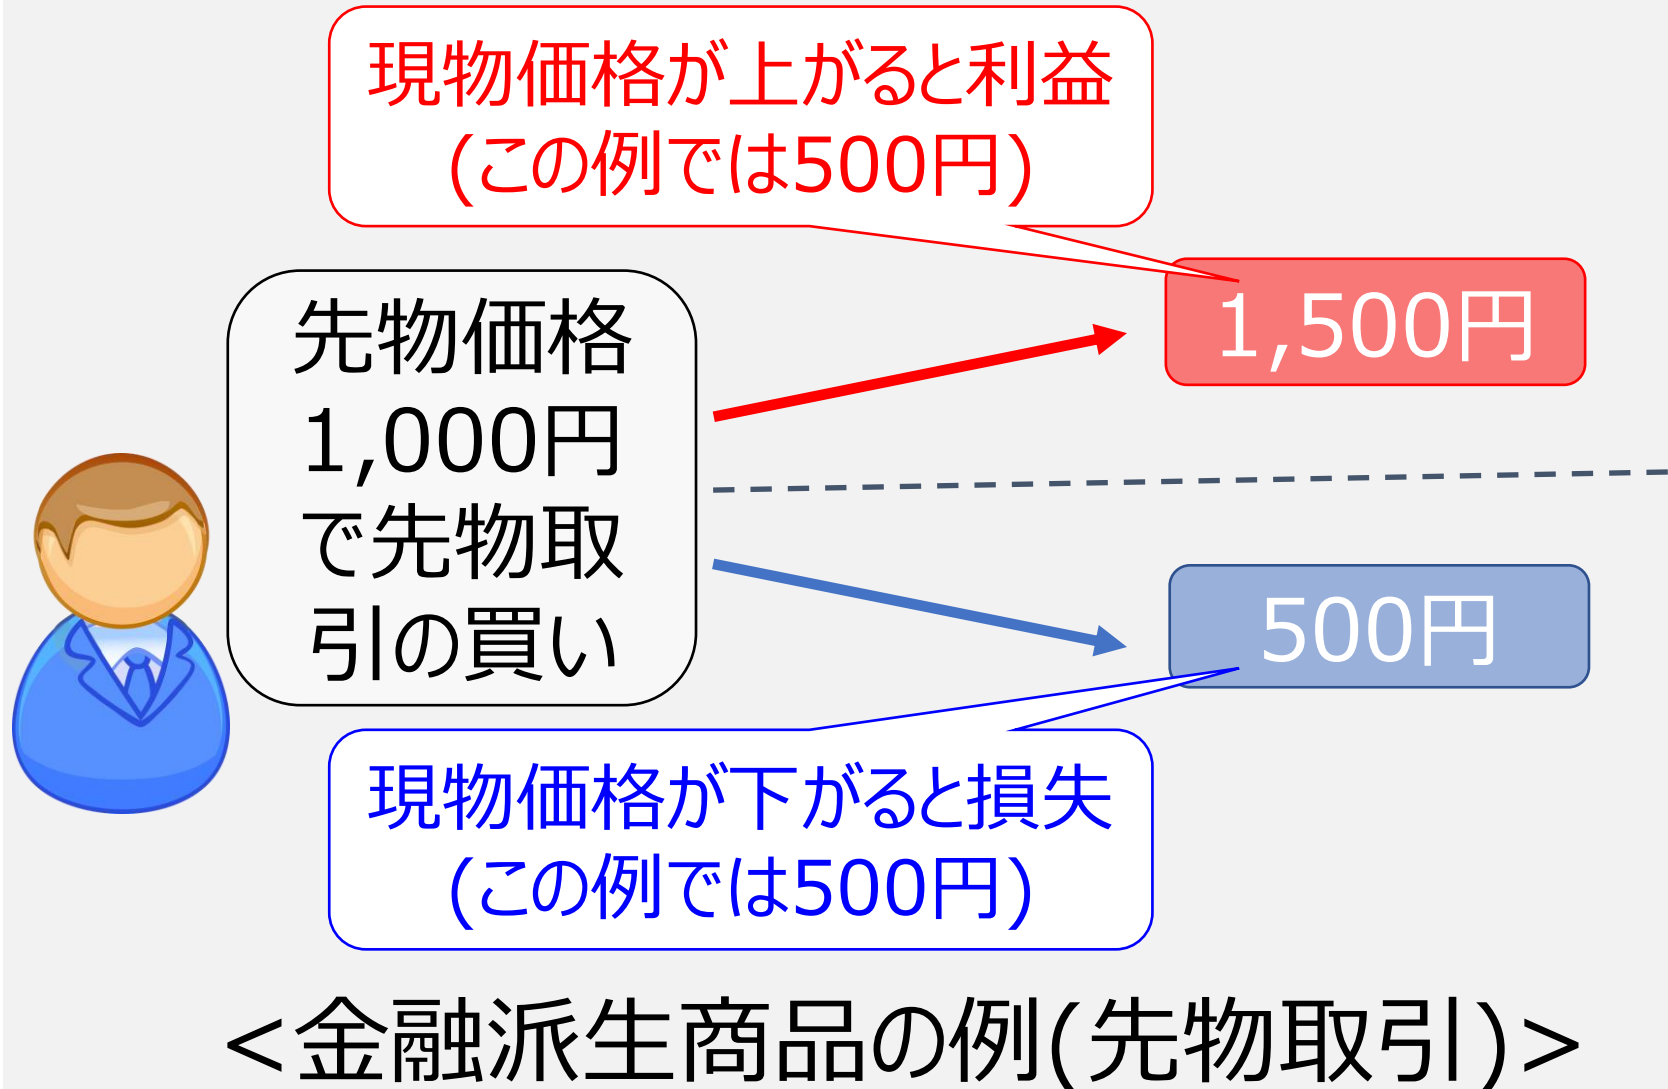 現物価格が上がると利益
(この例では500円)
1,500円
先物価格
1,000円
で先物取
引の買い
500円
現物価格が下がると損失
(この例では500円)
<金融派生商品の例(先物取引)>